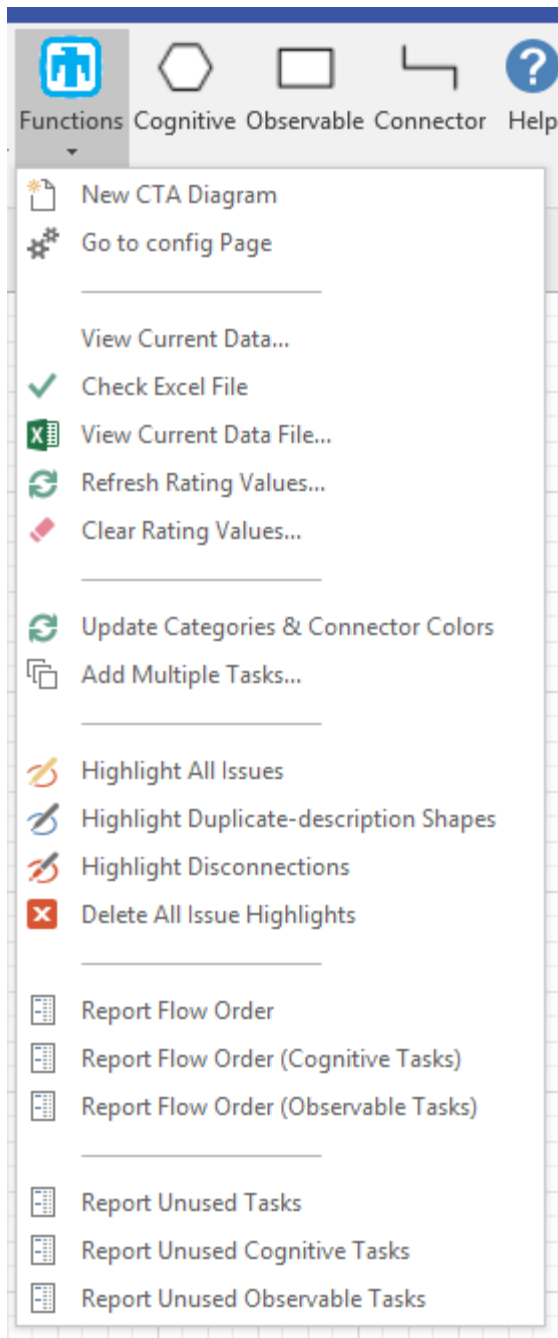 Functions Cognitive Observable Connector Help
New CTA Diagram
Go to config Page
View Current Data...
Check Excel File
View Current Data File...
Refresh Rating Values...
Clear Rating Values...
Update Categories & Connector Colors
Add Multiple Tasks...
Highlight All Issues
Highlight Duplicate-description Shapes
Highlight Disconnections
Delete All Issue Highlights
Report Flow Order
Report Flow Order (Cognitive Tasks)
Report Flow Order (Observable Tasks)
Report Unused Tasks
Report Unused Cognitive Tasks
Report Unused Observable Tasks